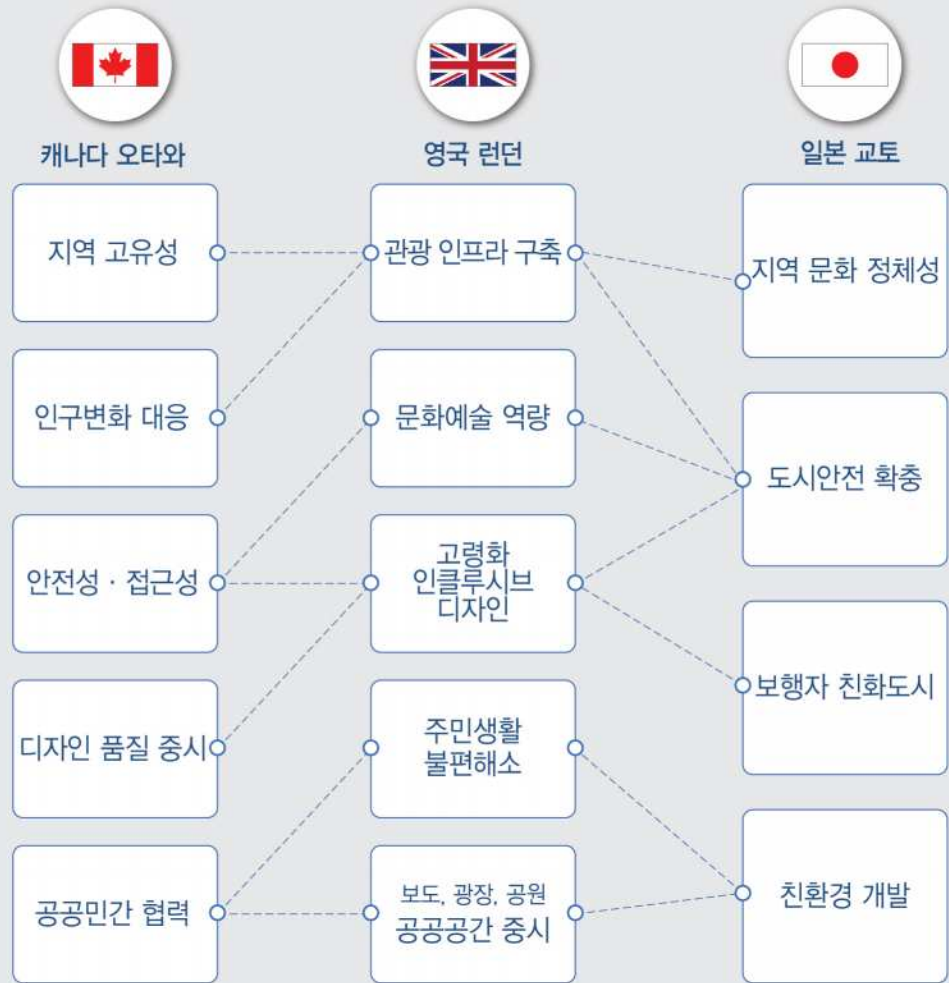 캐나다 오타와
지역 고유성
인구변화 대응
안전성 · 접근성
디자인 품질 중시
공공민간 협력
영국 런던
관광 인프라 구축
문화예술 역량
고령화
인클루시브
디자인
주민생활
불편해소
보도, 광장, 공원
공공공간 중시
일본 교토
지역 문화 정체성
도시안전 확충
보행자 친화도시
친환경 개발